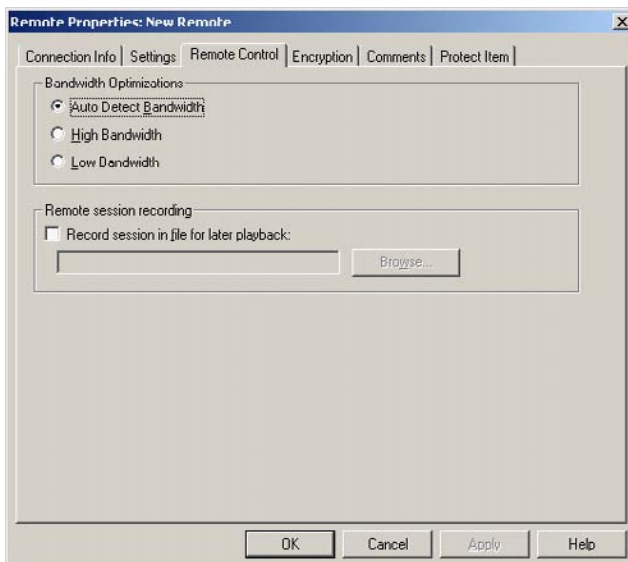 Remote Properties: New Remote
Connection Info Settings Remote Control Encryption Comments Protect Item
Bandwidth Optimizations
Auto Detect Bandwidth
High Bandwidth
Low Bandwidth
Remote session recording
Record session in file for later playback:
Browse...
OK Cancel Apply Help